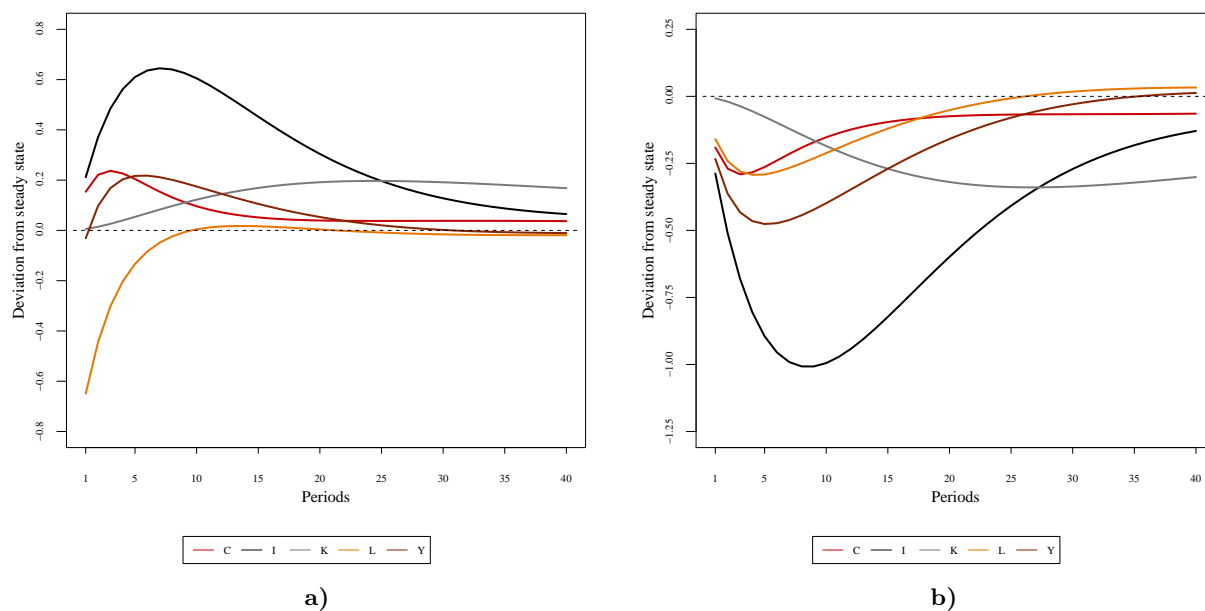 0.8
0.6
0.4
0.2
0.0
−0.2
−0.4
−0.6
−0.8
Deviation from steady state
1 5 10 15 20 25 30 35 40
Periods
C I K L Y
a)
0.25
0.00
−0.25
−0.50
−0.75
−1.00
−1.25
Deviation from steady state
1 5 10 15 20 25 30 35 40
Periods
C I K L Y
b)